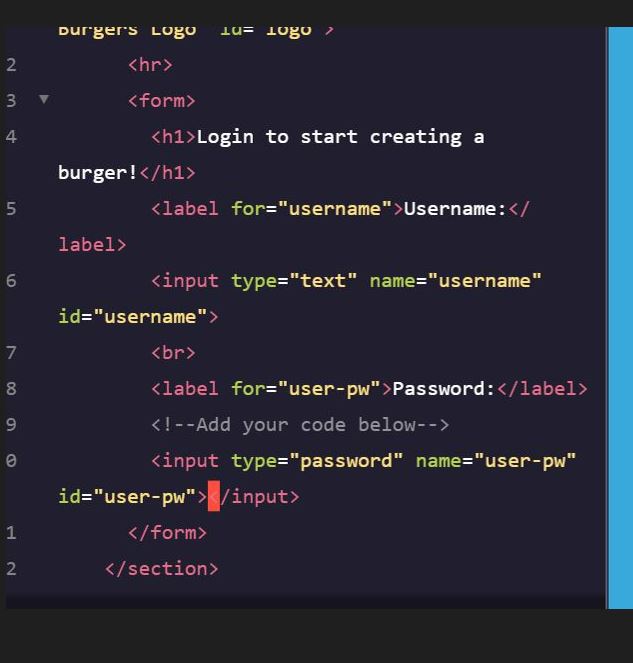 Burgers Logo" id="logo">
2 <hr>
3 <form>
4 <h1>Login to start creating a
burger!</h1>
5 <label for="username">Username:</
label>
6 <input type="text" name="username"
id="username">
7 <br>
8 <label for="user-pw">Password:</label>
9 <!--Add your code below-->
0 <input type="password" name="user-pw"
id="user-pw"></input>
1 </form>
2 </section>